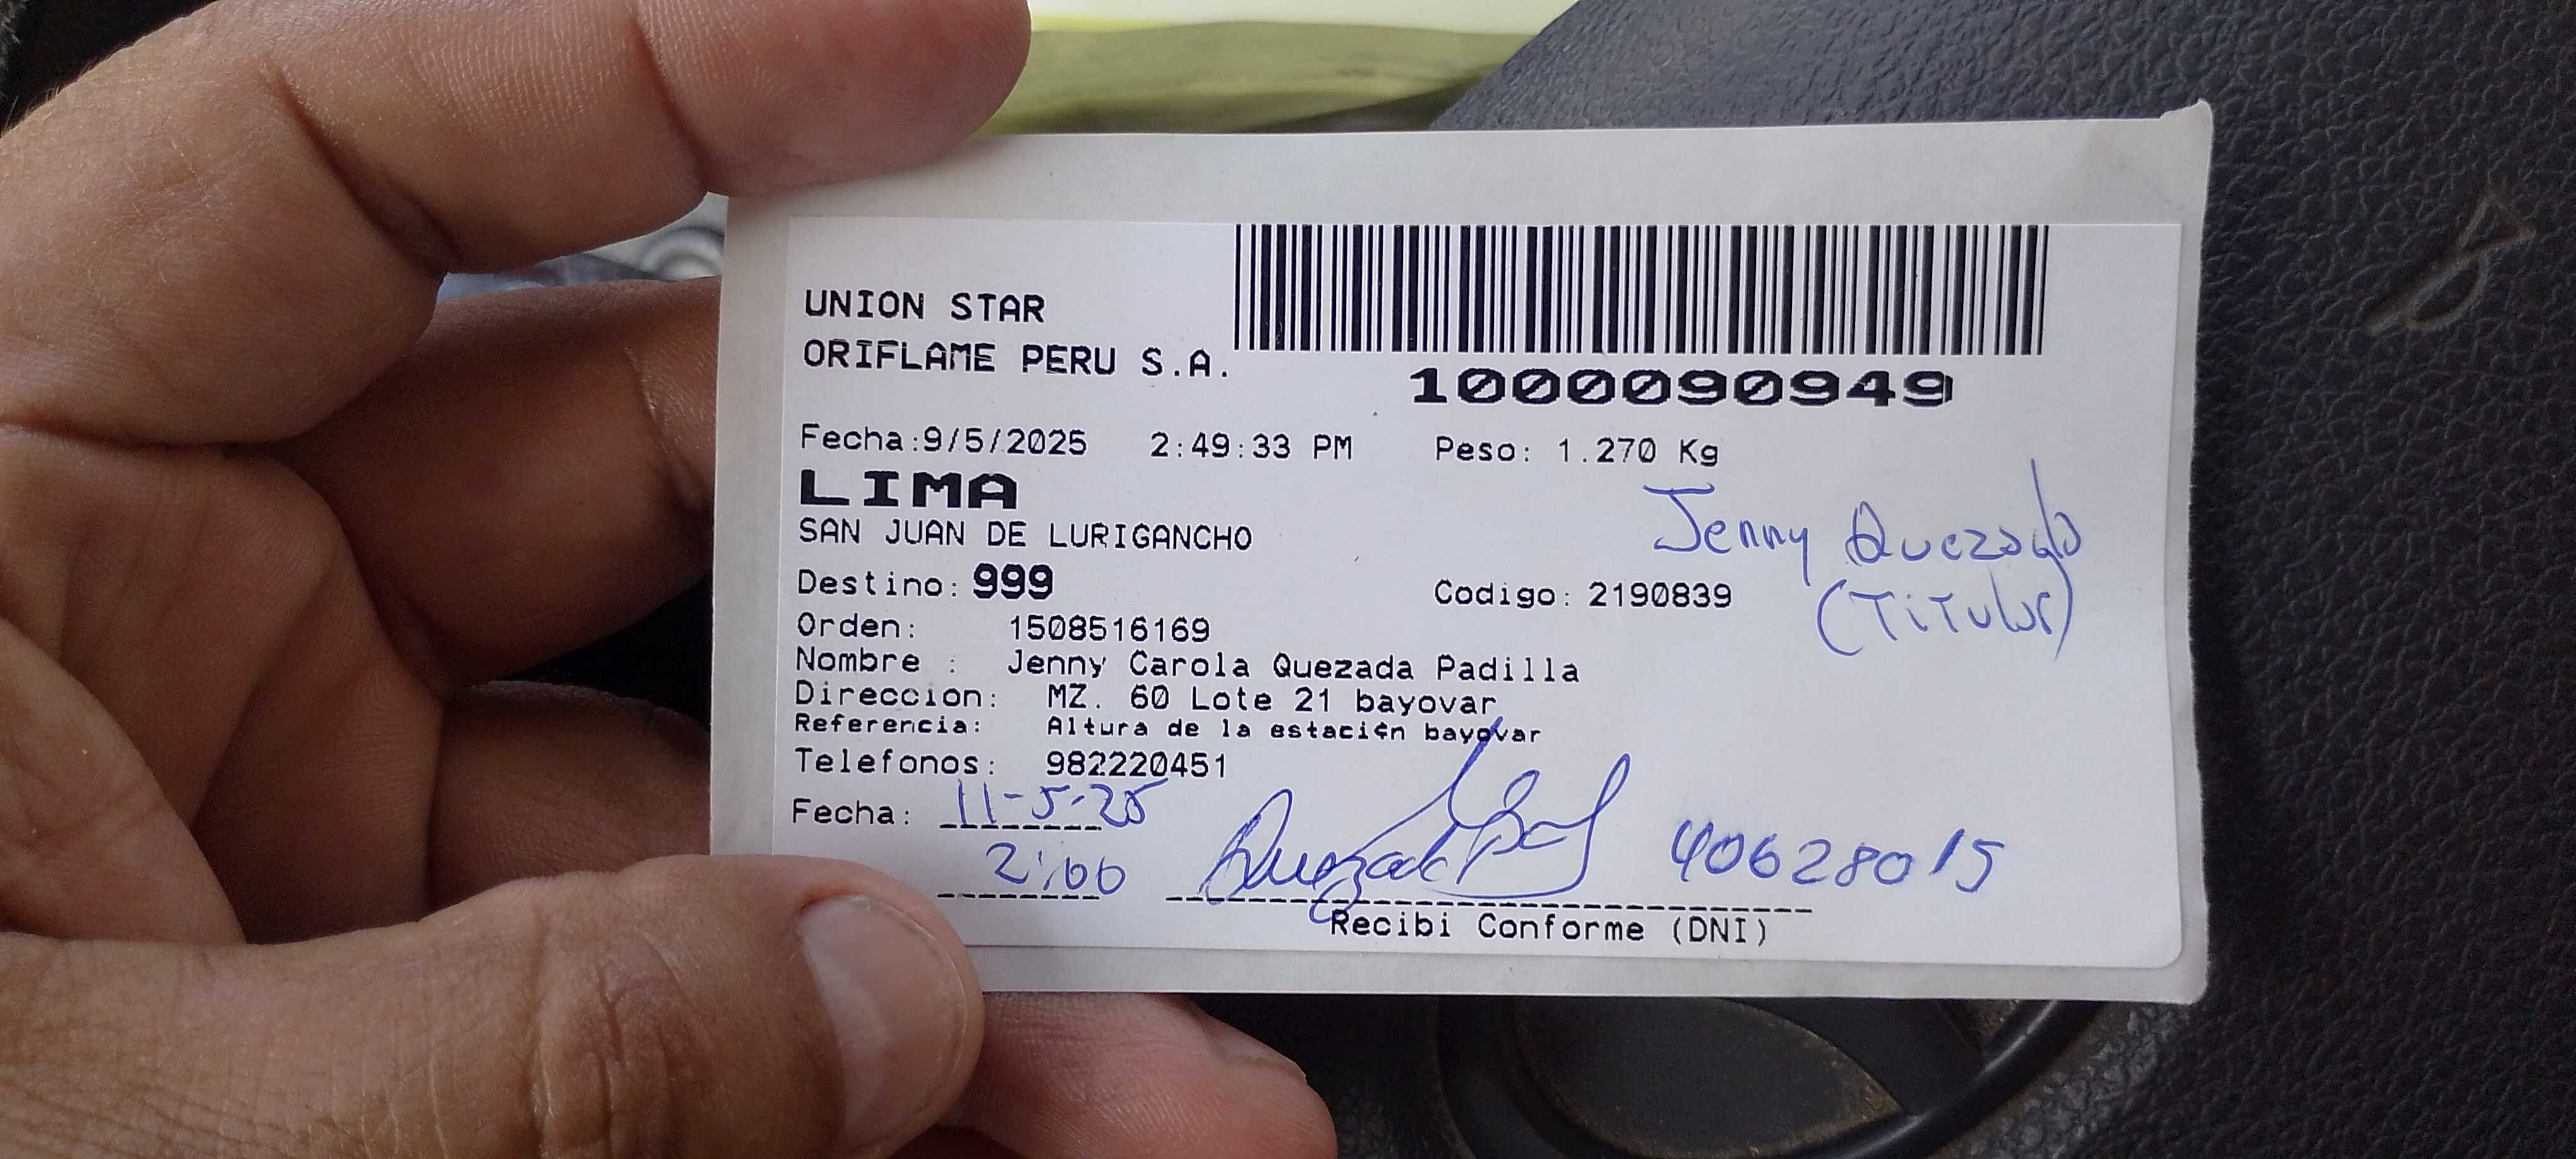 UNION STAR
ORIFLAME PERU S.A.
1000090949
Fecha:9/5/2025 2:49:33 PM Peso: 1.270 Kg
LIMA
SAN JUAN DE LURIGANCHO
Jenny Quezada
(Titular)
Destino: 999 Codigo: 2190839
Orden: 1508516169
Nombre : Jenny Carola Quezada Padilla
Direccion: MZ. 60 Lote 21 bayovar
Referencia: Altura de la estación bayovar
Telefonos: 982220451
Fecha: 11-5-25
2:00 Quezada 40628015
Recibi Conforme (DNI)